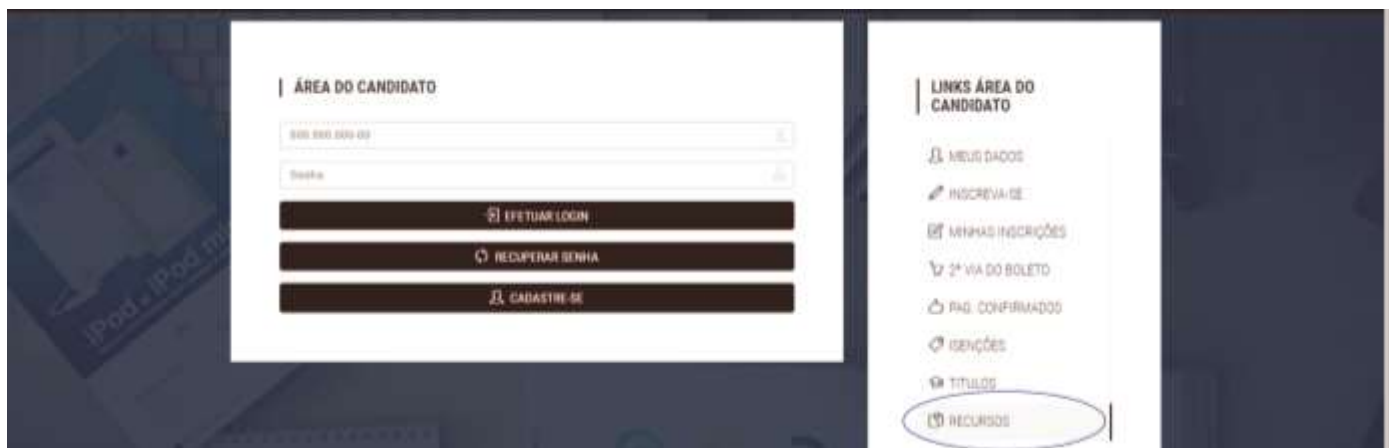 ÁREA DO CANDIDATO
000.000.000-00
Senha
EFETUAR LOGIN
RECUPERAR SENHA
CADASTRE-SE
LINKS ÁREA DO
CANDIDATO
MEUS DADOS
INSCREVA-SE
MINHAS INSCRIÇÕES
2ª VIA DO BOLETO
PAG. CONFIRMADOS
ISENÇÕES
TITULOS
RECURSOS
iPod e iPod mi